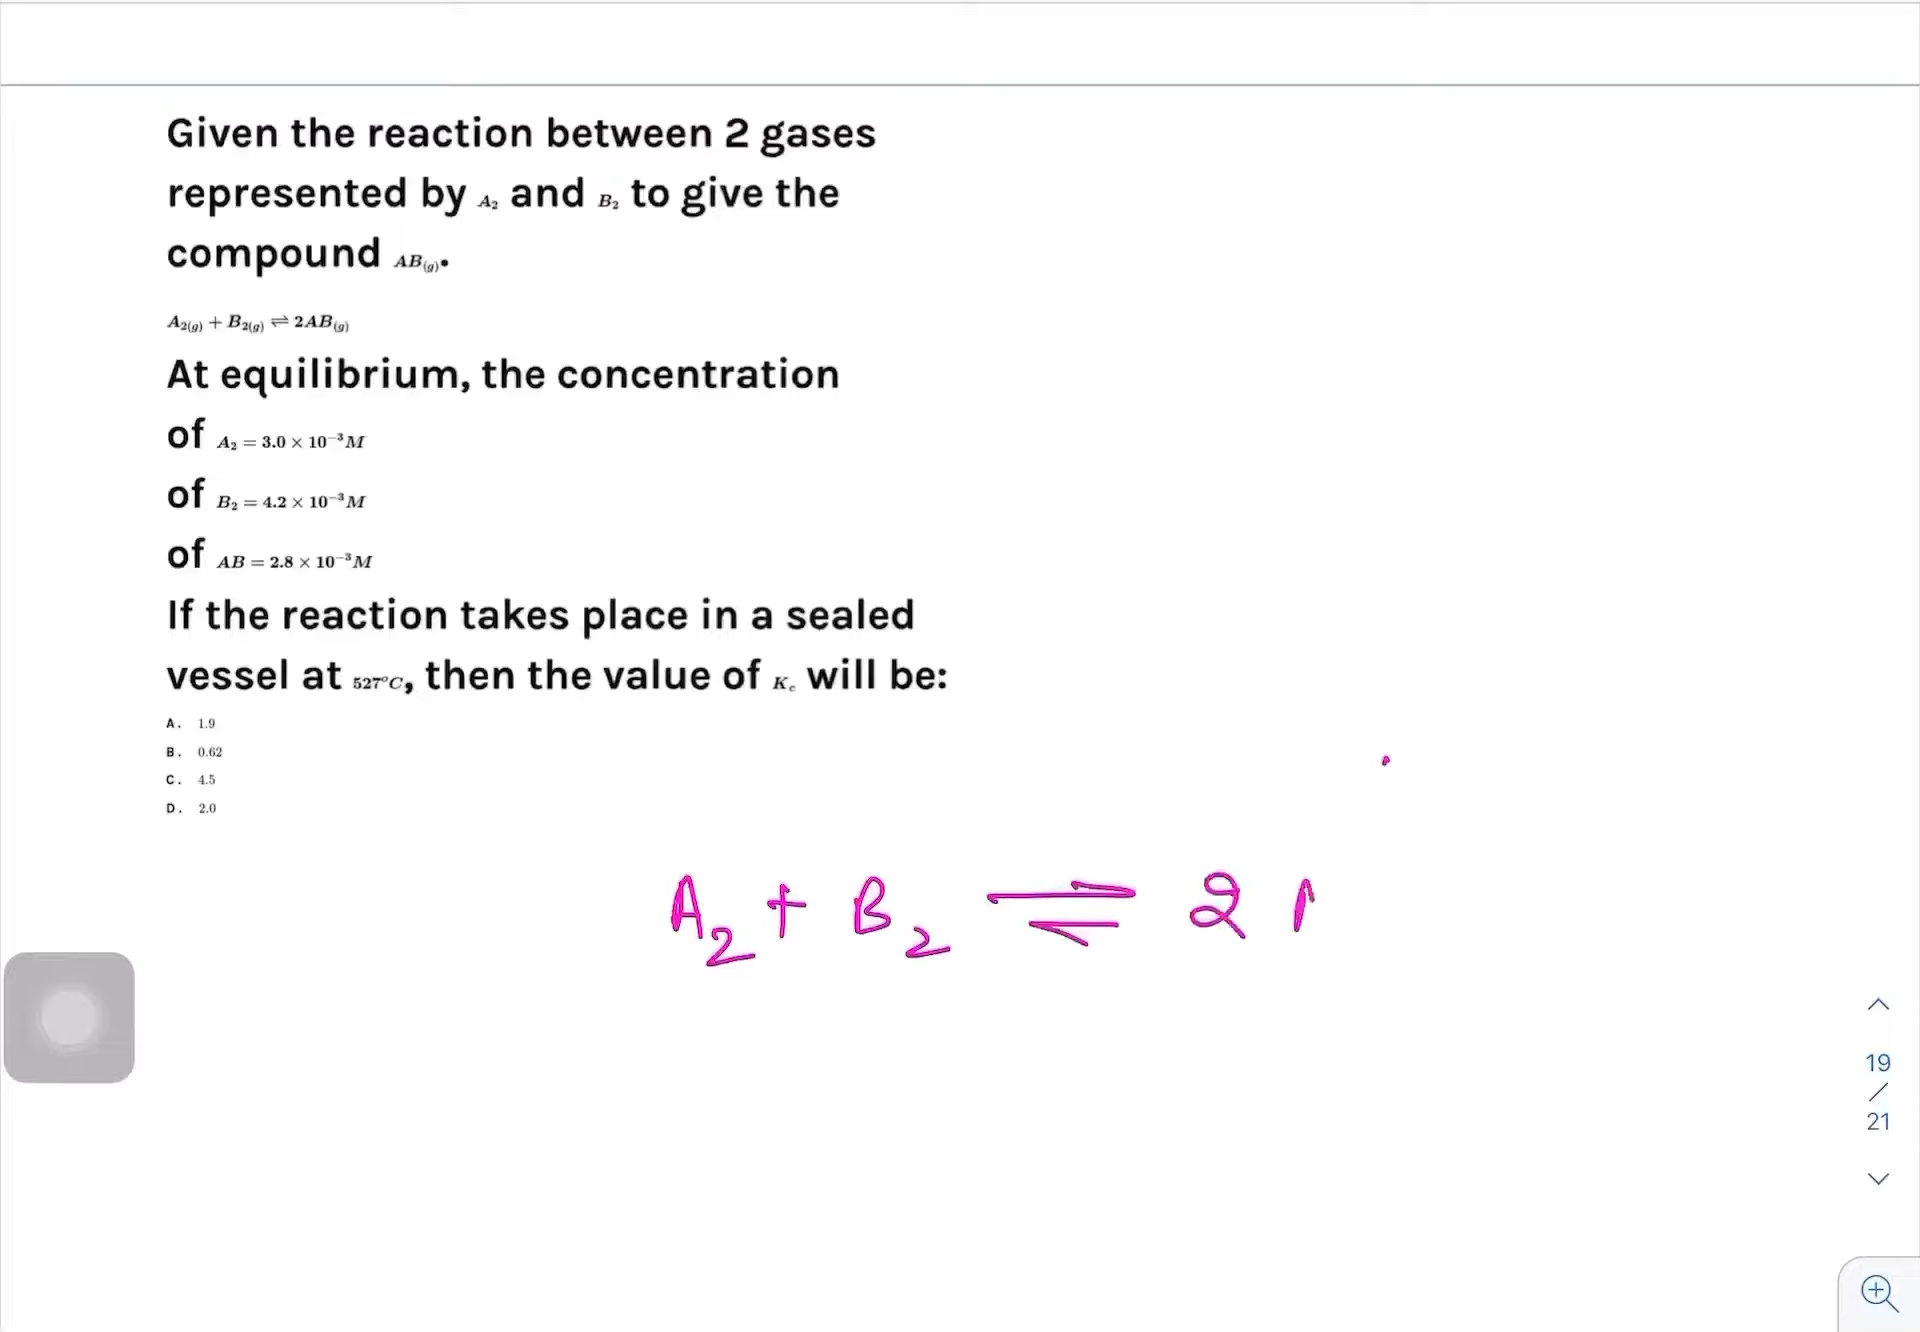 Given the reaction between 2 gases
represented by A₂ and B₂ to give the
compound AB₍g₎.
A₂₍g₎ + B₂₍g₎ ⇌ 2AB₍g₎
At equilibrium, the concentration
of A₂ = 3.0 × 10⁻³M
of B₂ = 4.2 × 10⁻³M
of AB = 2.8 × 10⁻³M
If the reaction takes place in a sealed
vessel at 527°C, then the value of K꜀ will be:
A. 1.9
B. 0.62
C. 4.5
D. 2.0
A₂ + B₂ ⇌ 2
19
/
21